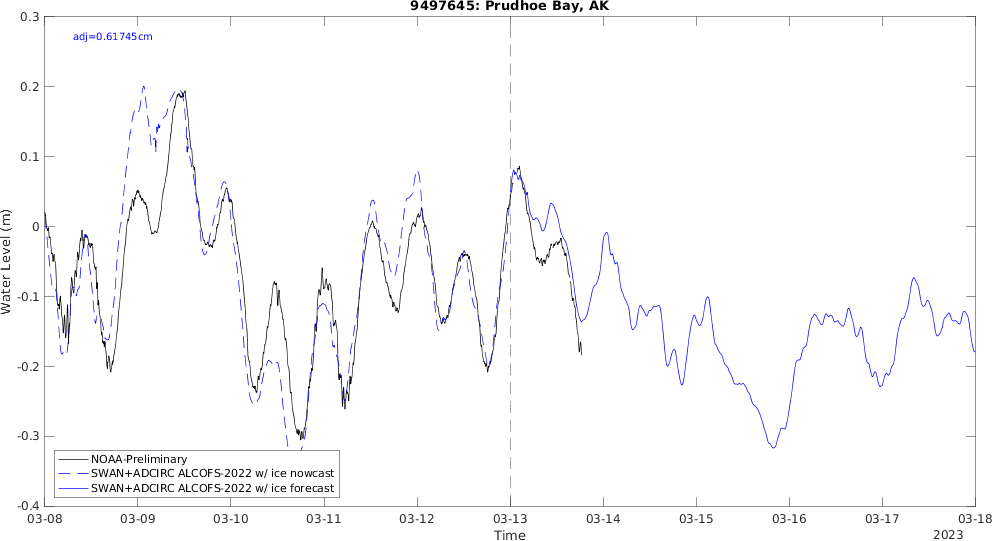 9497645: Prudhoe Bay, AK
adj=0.61745cm
0.3
0.2
0.1
0
-0.1
-0.2
-0.3
-0.4
Water Level (m)
NOAA-Preliminary
SWAN+ADCIRC ALCOFS-2022 w/ ice nowcast
SWAN+ADCIRC ALCOFS-2022 w/ ice forecast
03-08 03-09 03-10 03-11 03-12 03-13 03-14 03-15 03-16 03-17 03-18
Time
2023